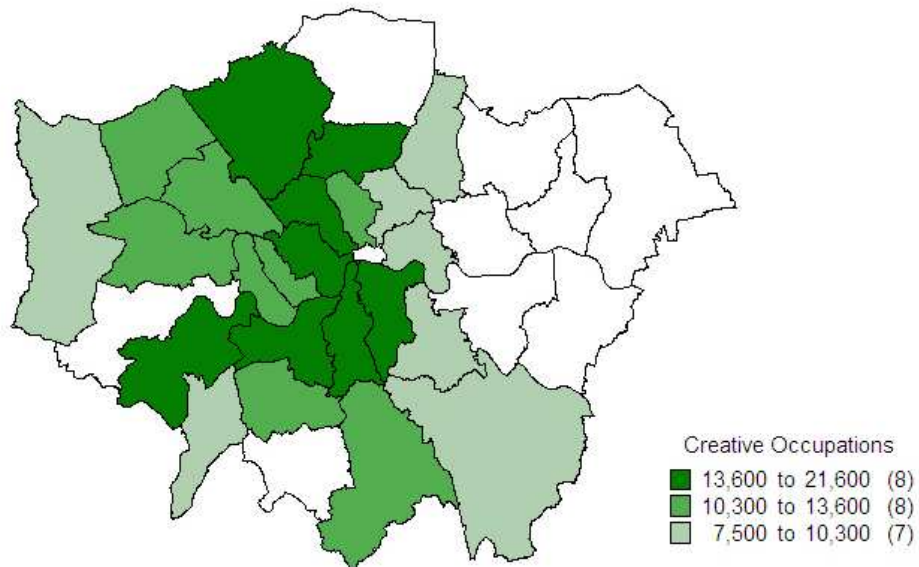 Creative Occupations
13,600 to 21,600 (8)
10,300 to 13,600 (8)
7,500 to 10,300 (7)